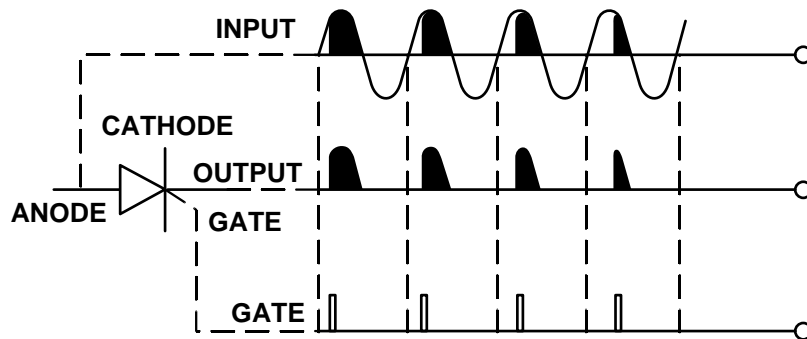 INPUT
CATHODE
OUTPUT
ANODE
GATE
GATE